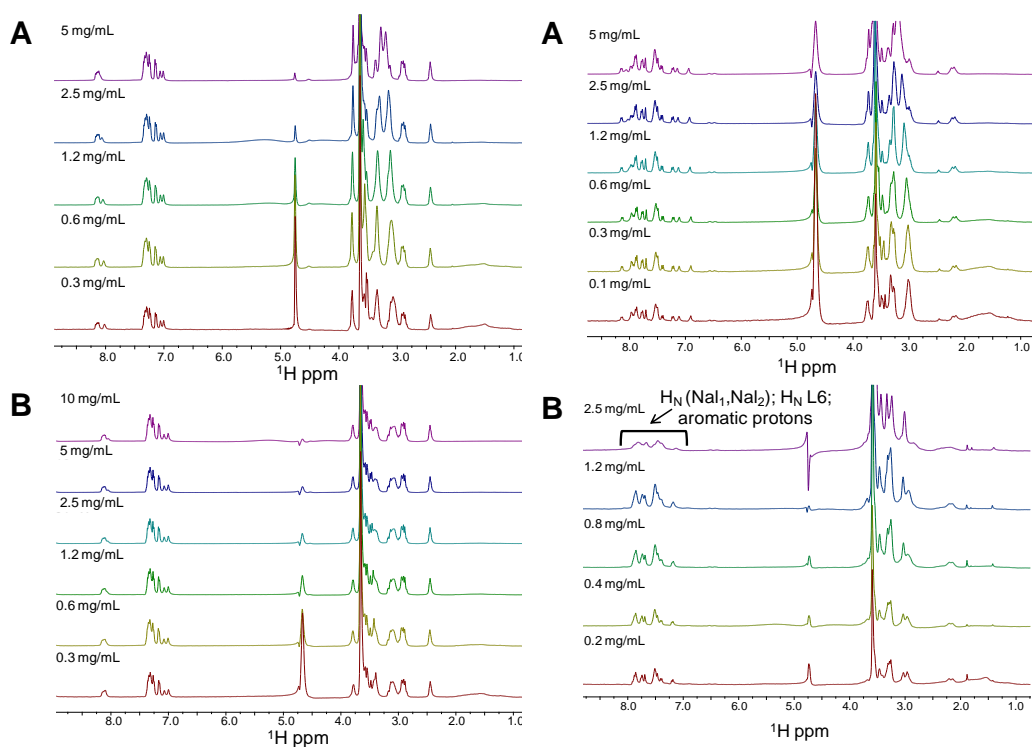 A
5 mg/mL
2.5 mg/mL
1.2 mg/mL
0.6 mg/mL
0.3 mg/mL
8.0 7.0 6.0 5.0 4.0 3.0 2.0 1.0
¹H ppm
A
5 mg/mL
2.5 mg/mL
1.2 mg/mL
0.6 mg/mL
0.3 mg/mL
0.1 mg/mL
8.0 7.0 6.0 5.0 4.0 3.0 2.0 1.0
¹H ppm
B
10 mg/mL
5 mg/mL
2.5 mg/mL
1.2 mg/mL
0.6 mg/mL
0.3 mg/mL
8.0 7.0 6.0 5.0 4.0 3.0 2.0 1.0
¹H ppm
B
H_N (Nal₁,Nal₂); H_N L6;
aromatic protons
2.5 mg/mL
1.2 mg/mL
0.8 mg/mL
0.4 mg/mL
0.2 mg/mL
8.0 7.0 6.0 5.0 4.0 3.0 2.0 1.0
¹H ppm